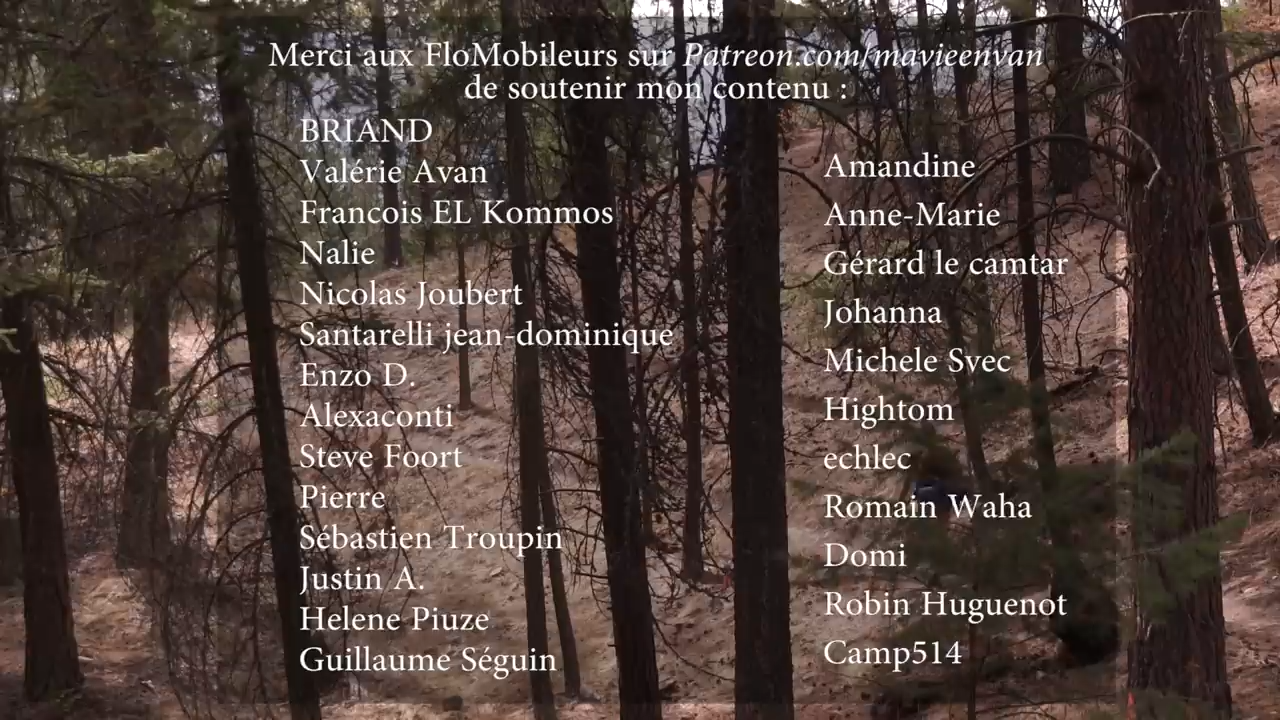 Merci aux FloMobileurs sur Patreon.com/mavieenvan
de soutenir mon contenu :
BRIAND
Valérie Avan
Francois EL Kommos
Nalie
Nicolas Joubert
Santarelli jean-dominique
Enzo D.
Alexaconti
Steve Foort
Pierre
Sébastien Troupin
Justin A.
Helene Piuze
Guillaume Séguin
Amandine
Anne-Marie
Gérard le camtar
Johanna
Michele Svec
Hightom
echlec
Romain Waha
Domi
Robin Huguenot
Camp514